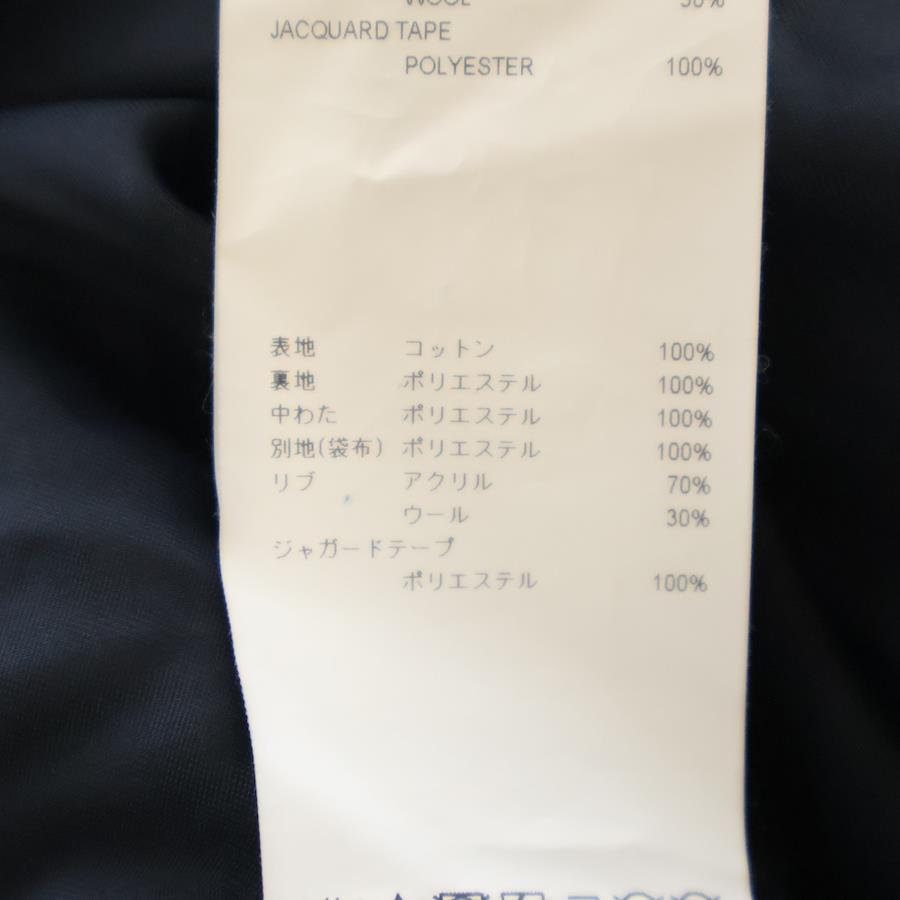 WOOL 30%
JACQUARD TAPE
POLYESTER 100%
表地 コットン 100%
裏地 ポリエステル 100%
中わた ポリエステル 100%
別地(袋布) ポリエステル 100%
リブ アクリル 70%
ウール 30%
ジャガードテープ
ポリエステル 100%